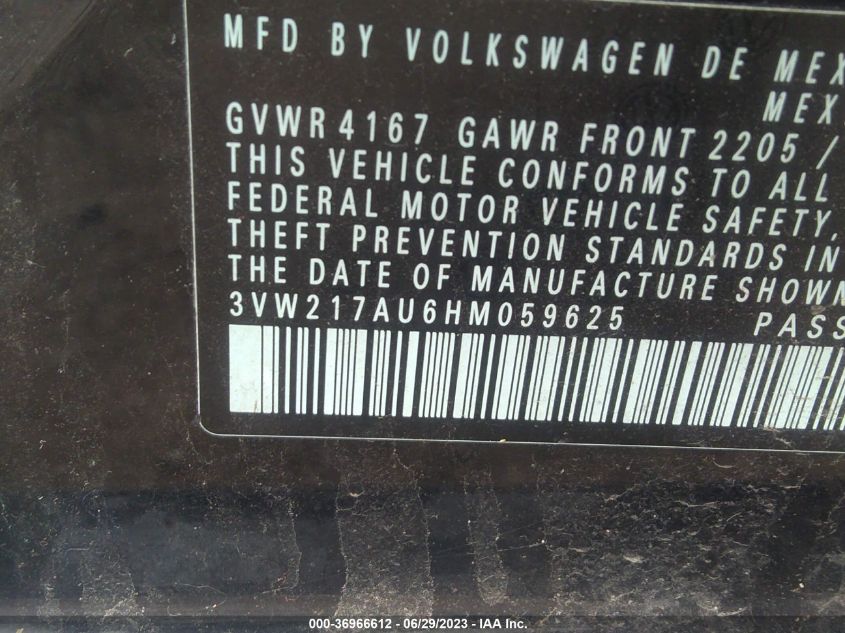 MFD BY VOLKSWAGEN DE MEX
MEX
GVWR 4167 GAWR FRONT 2205 /
THIS VEHICLE CONFORMS TO ALL
FEDERAL MOTOR VEHICLE SAFETY,
THEFT PREVENTION STANDARDS IN
THE DATE OF MANUFACTURE SHOWN
3VW217AU6HM059625 PASS
000-36966612 - 06/29/2023 - IAA Inc.